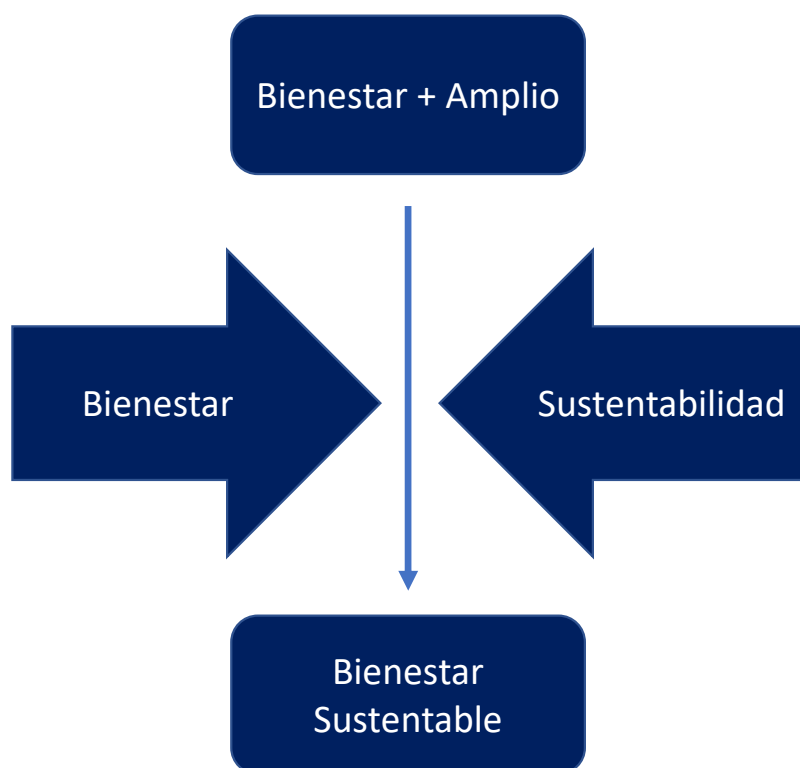 Bienestar + Amplio
Bienestar
Sustentabilidad
Bienestar
Sustentable